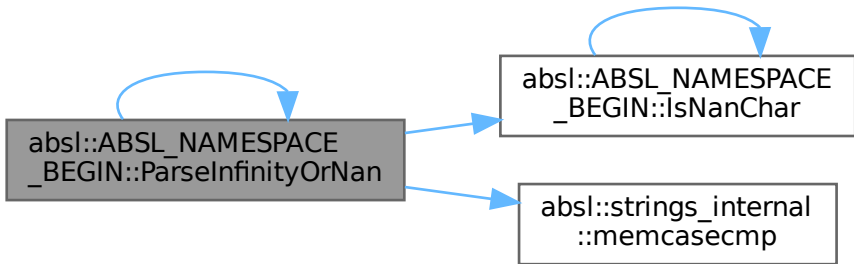 absl::ABSL_NAMESPACE
_BEGIN::ParseInfinityOrNan
absl::ABSL_NAMESPACE
_BEGIN::IsNanChar
absl::strings_internal
::memcasecmp